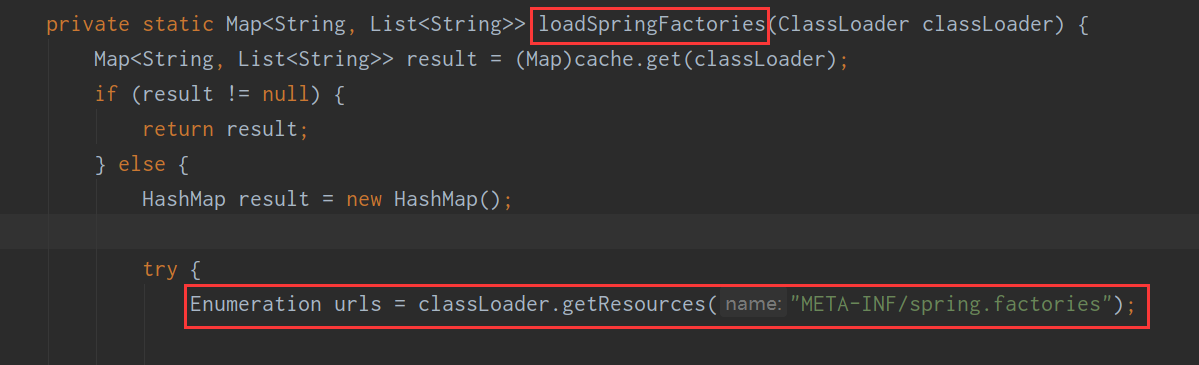 private static Map<String, List<String>> loadSpringFactories(ClassLoader classLoader) {
    Map<String, List<String>> result = (Map)cache.get(classLoader);
    if (result != null) {
        return result;
    } else {
        HashMap result = new HashMap();
        try {
            Enumeration urls = classLoader.getResources( name: "META-INF/spring.factories");